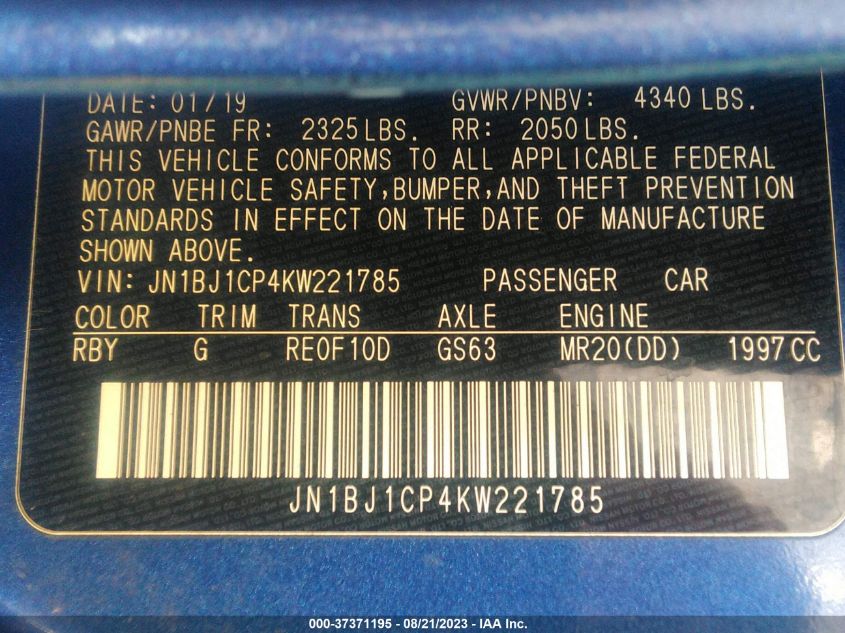 DATE: 01/19 GVWR/PNBV: 4340 LBS.
GAWR/PNBE FR: 2325 LBS. RR: 2050 LBS.
THIS VEHICLE CONFORMS TO ALL APPLICABLE FEDERAL
MOTOR VEHICLE SAFETY,BUMPER,AND THEFT PREVENTION
STANDARDS IN EFFECT ON THE DATE OF MANUFACTURE
SHOWN ABOVE.
VIN: JN1BJ1CP4KW221785 PASSENGER CAR
COLOR TRIM TRANS AXLE ENGINE
RBY G RE0F10D GS63 MR20(DD) 1997CC
JN1BJ1CP4KW221785
000-37371195 - 08/21/2023 - IAA Inc.